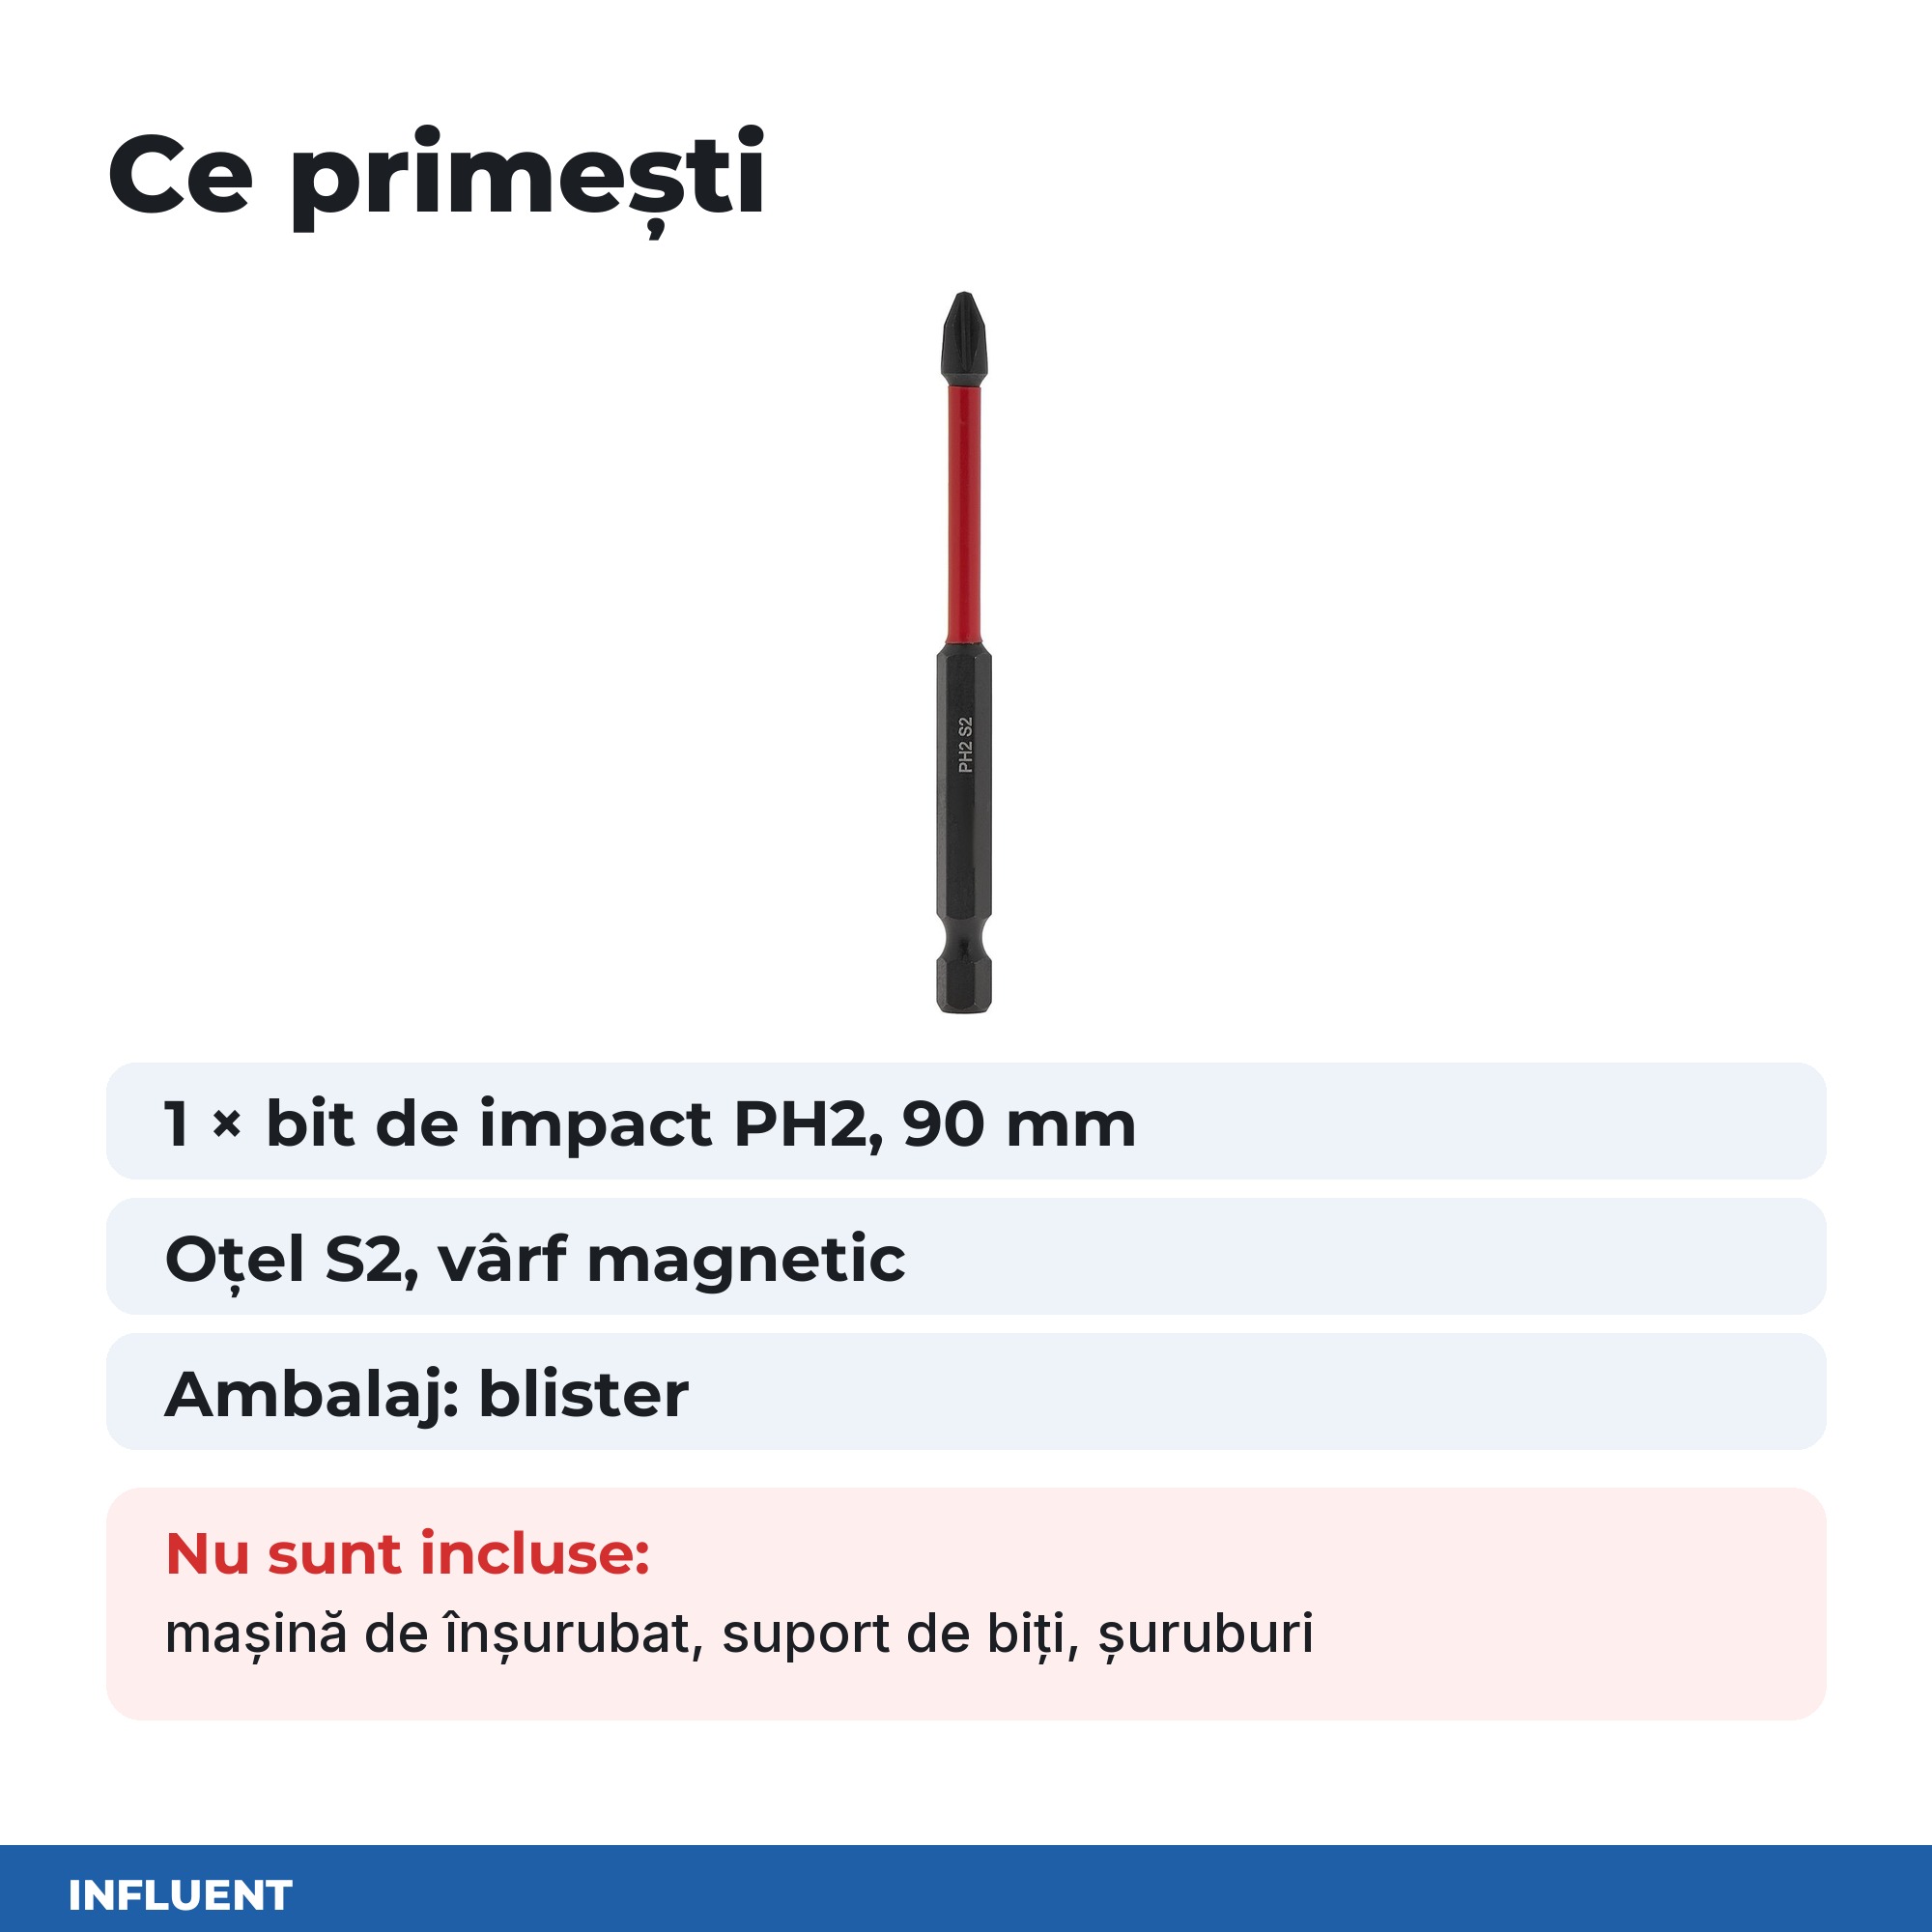 Ce primești
PH2 S2
1 × bit de impact PH2, 90 mm
Oțel S2, vârf magnetic
Ambalaj: blister
Nu sunt incluse:
mașină de înșurubat, suport de biți, șuruburi
INFLUENT